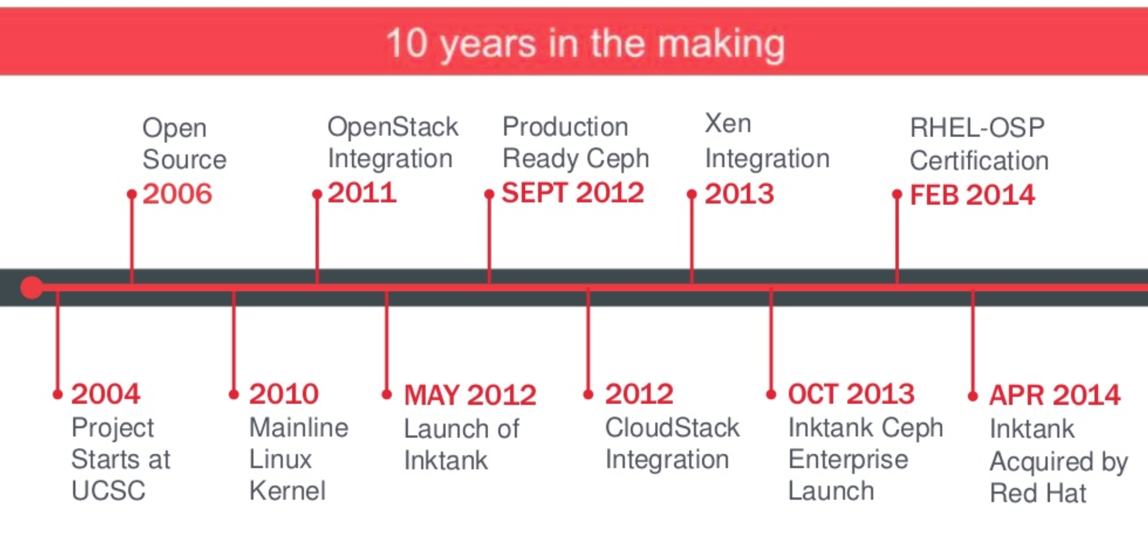 10 years in the making
Open
Source
2006
OpenStack
Integration
2011
Production
Ready Ceph
SEPT 2012
Xen
Integration
2013
RHEL-OSP
Certification
FEB 2014
2004
Project
Starts at
UCSC
2010
Mainline
Linux
Kernel
MAY 2012
Launch of
Inktank
2012
CloudStack
Integration
OCT 2013
Inktank Ceph
Enterprise
Launch
APR 2014
Inktank
Acquired by
Red Hat